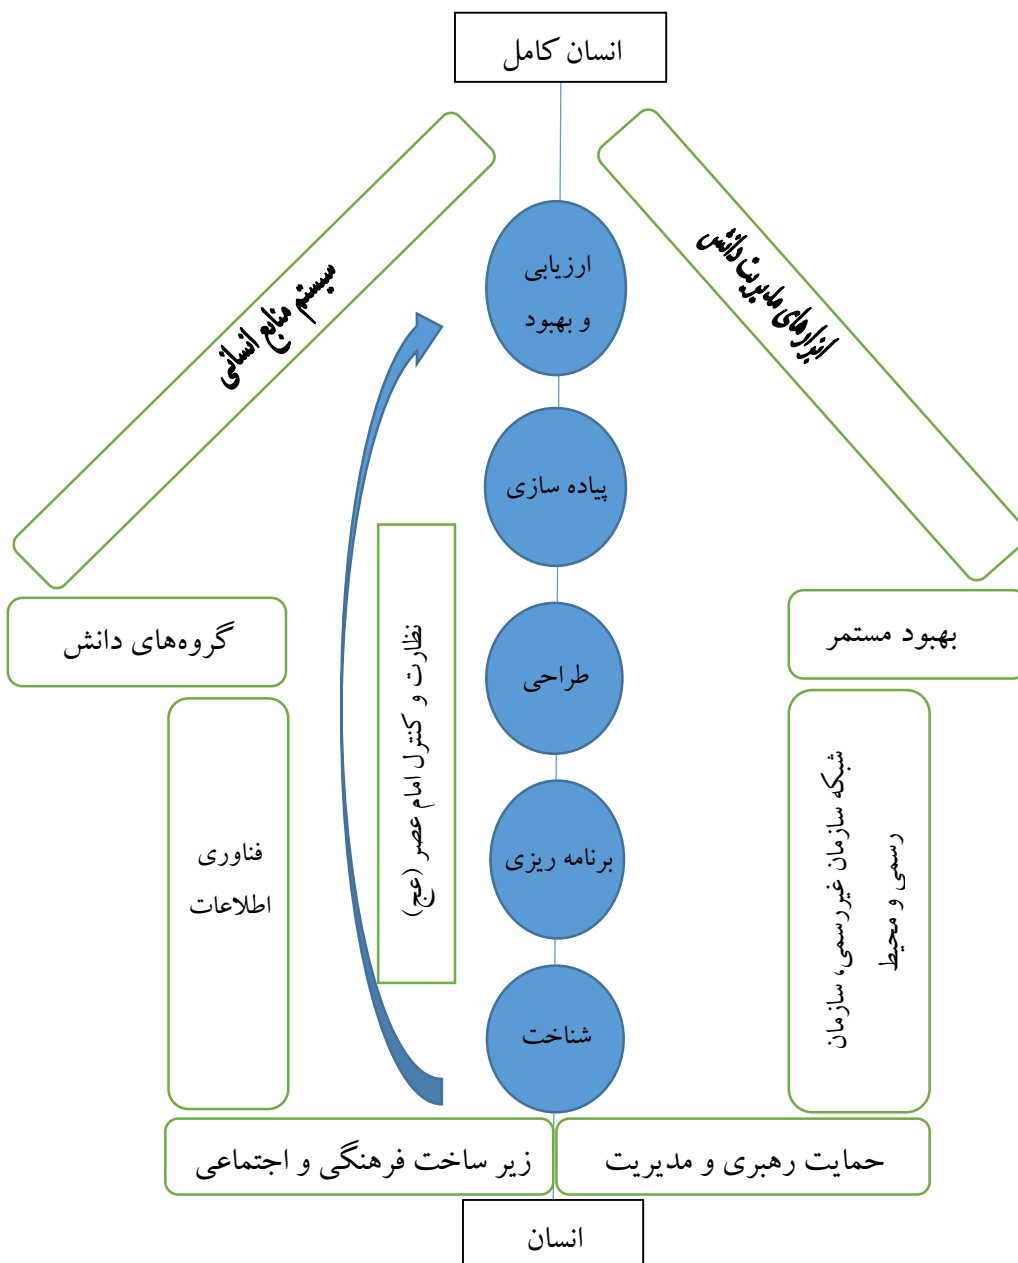 انسان کامل
ابزارهای مدیریت دانش
سیستم منابع انسانی
ارزیابی
و بهبود
پیاده سازی
طراحی
برنامه ریزی
شناخت
نظارت و کنترل امام عصر (عج)
بهبود مستمر
گروه‌های دانش
شبکه سازمان غیررسمی، سازمان
رسمی و محیط
فناوری
اطلاعات
حمایت رهبری و مدیریت
زیر ساخت فرهنگی و اجتماعی
انسان